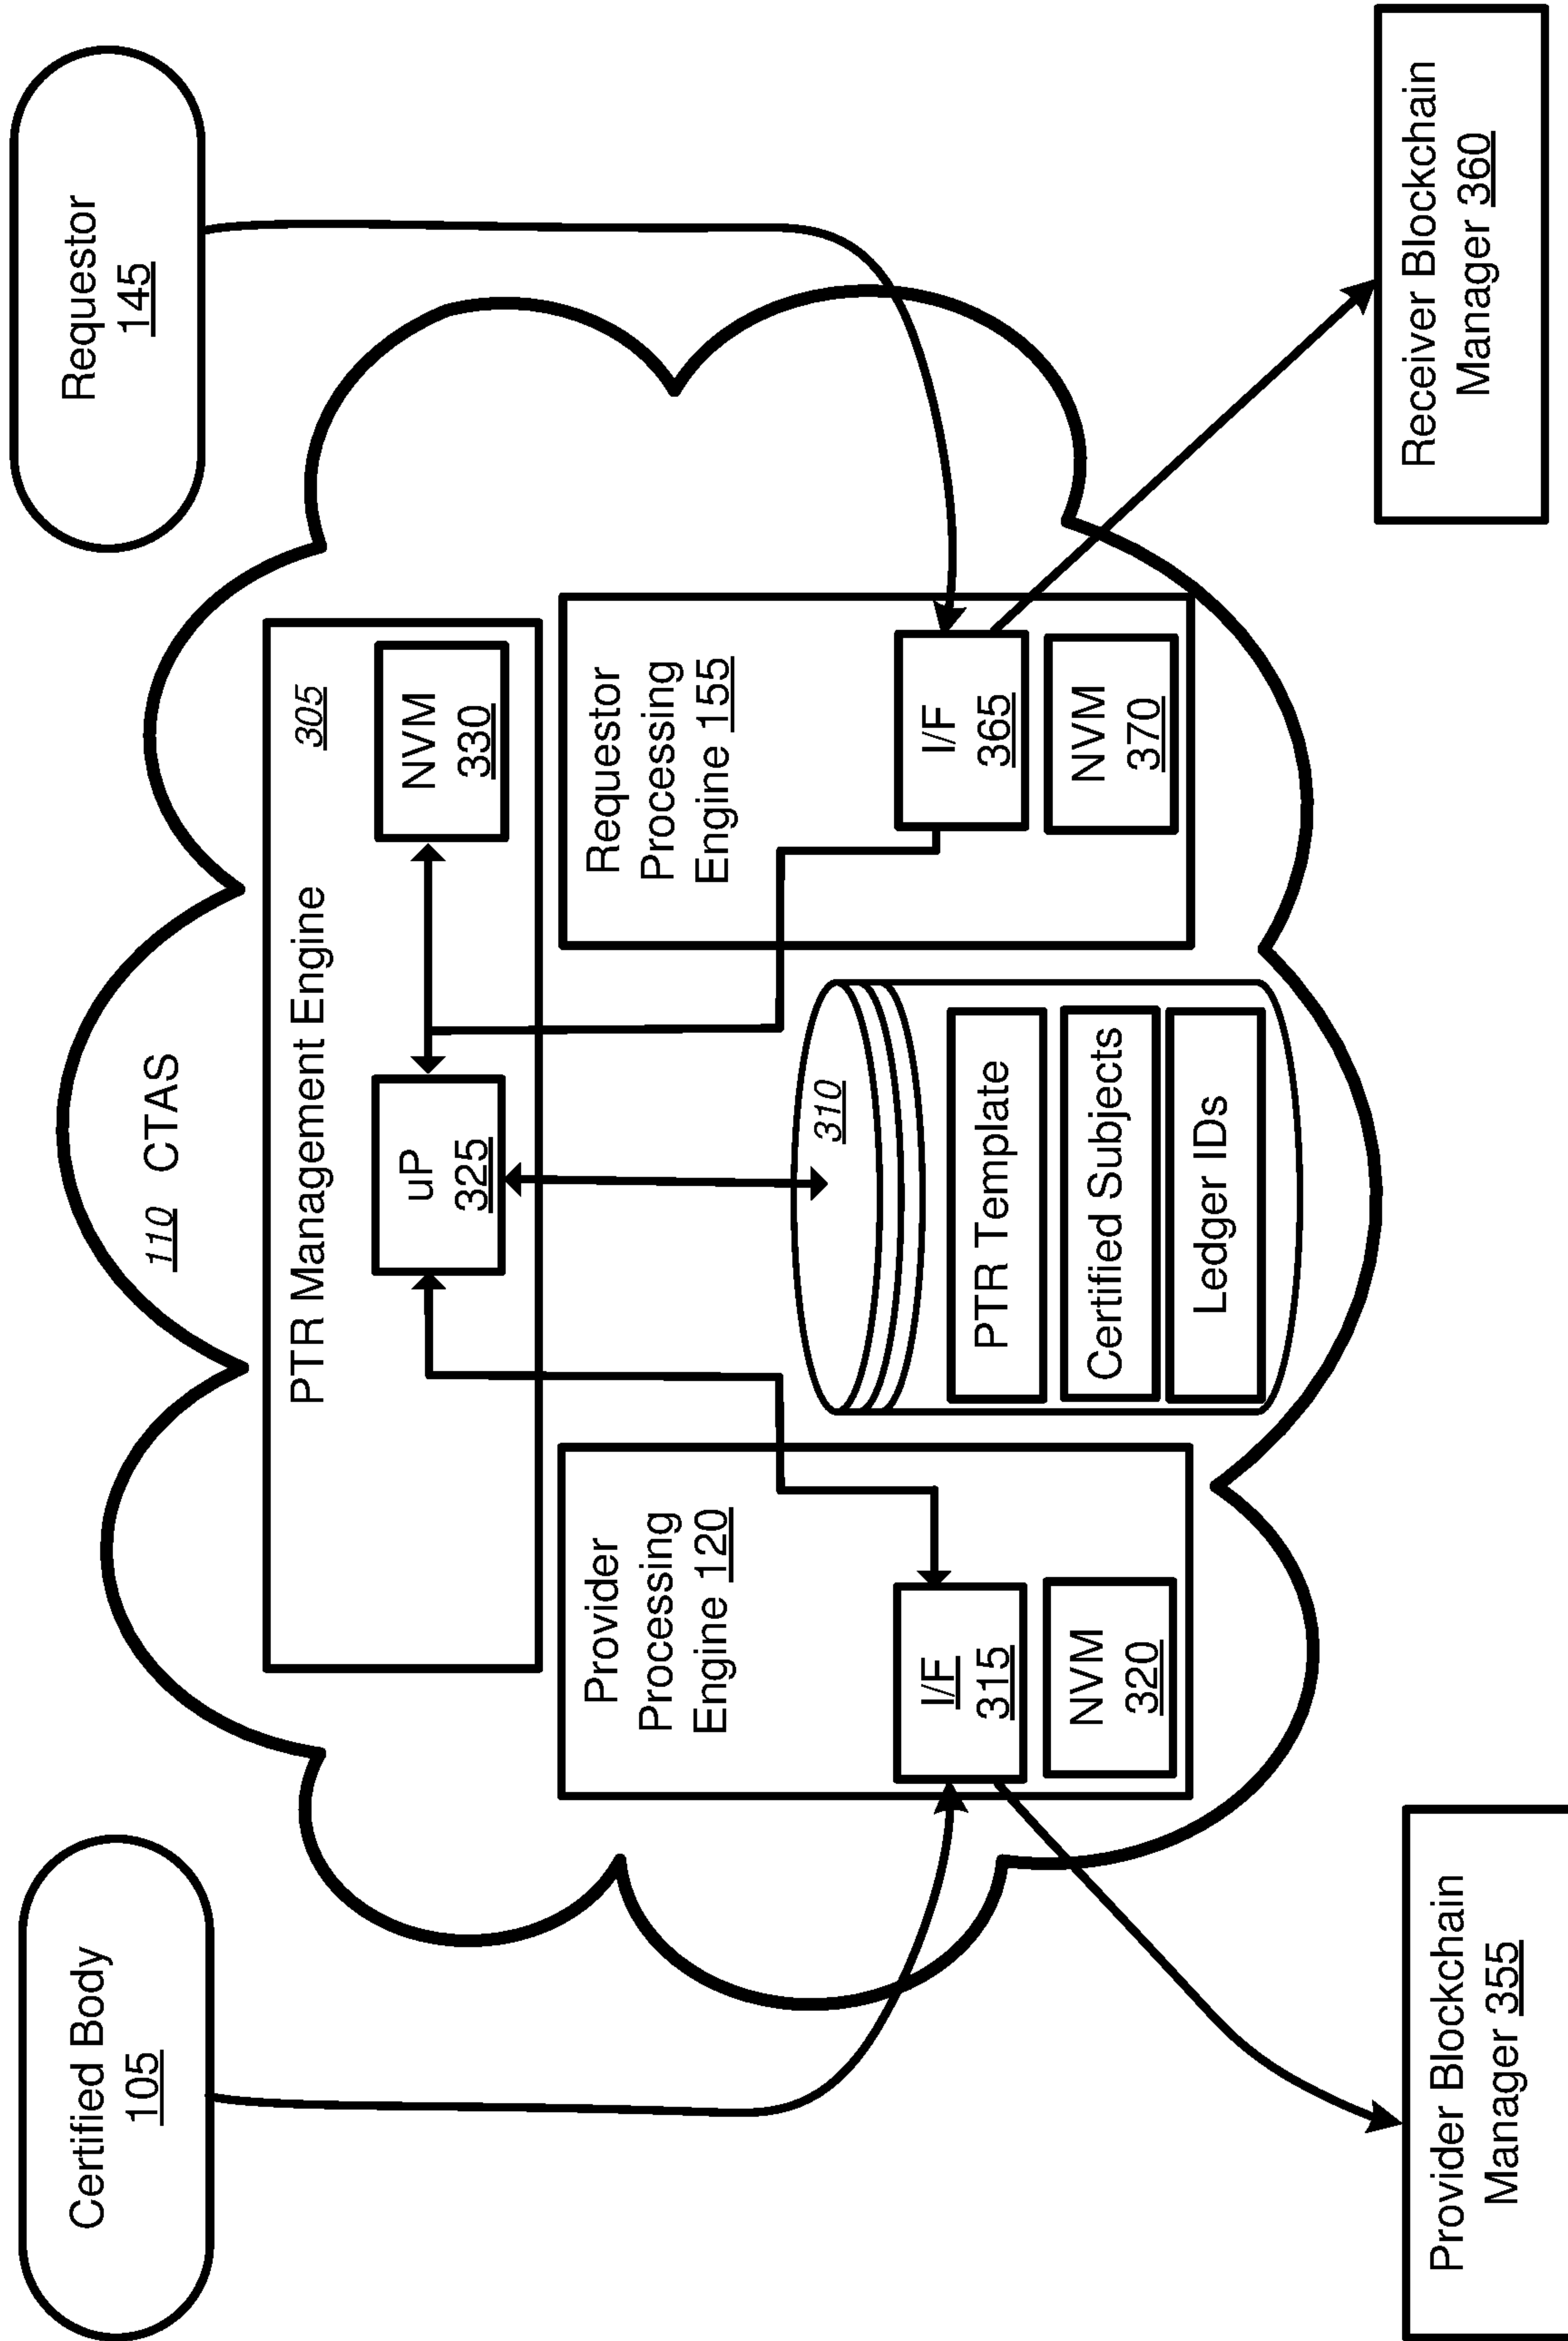 Certified Body
105
Requestor
145
110 CTAS
PTR Management Engine
305
uP
325
NVM
330
Provider
Processing
Engine 120
I/F
315
NVM
320
310
PTR Template
Certified Subjects
Ledger IDs
Requestor
Processing
Engine 155
I/F
365
NVM
370
Provider Blockchain
Manager 355
Receiver Blockchain
Manager 360